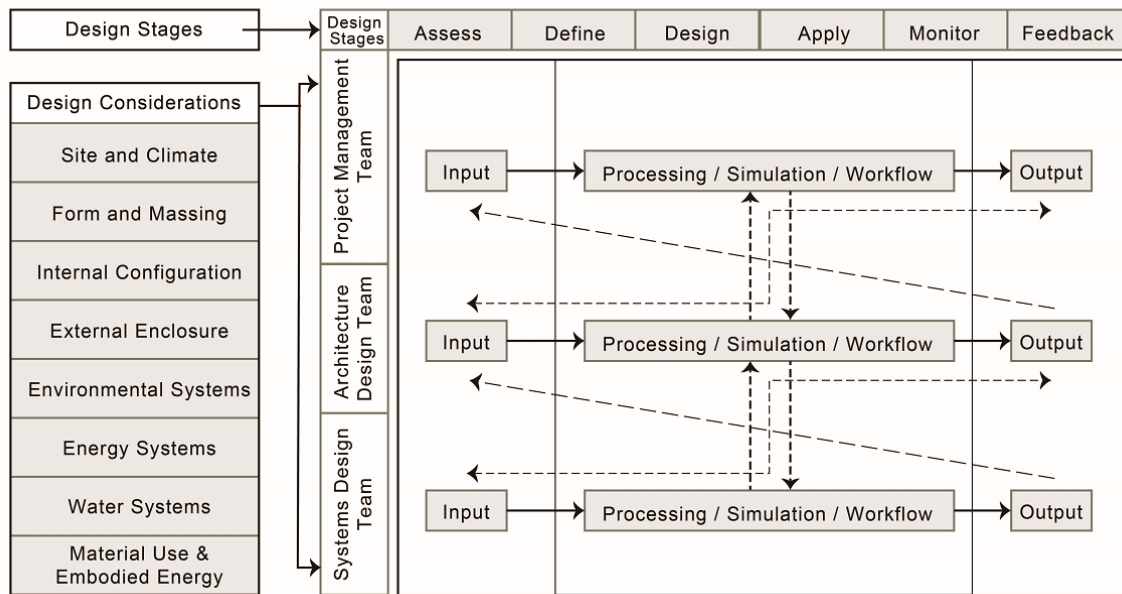 Design Stages
Design
Stages
Assess
Define
Design
Apply
Monitor
Feedback
Design Considerations
Site and Climate
Form and Massing
Internal Configuration
External Enclosure
Environmental Systems
Energy Systems
Water Systems
Material Use &
Embodied Energy
Project Management
Team
Input
Processing / Simulation / Workflow
Output
Architecture
Design Team
Input
Processing / Simulation / Workflow
Output
Systems Design
Team
Input
Processing / Simulation / Workflow
Output